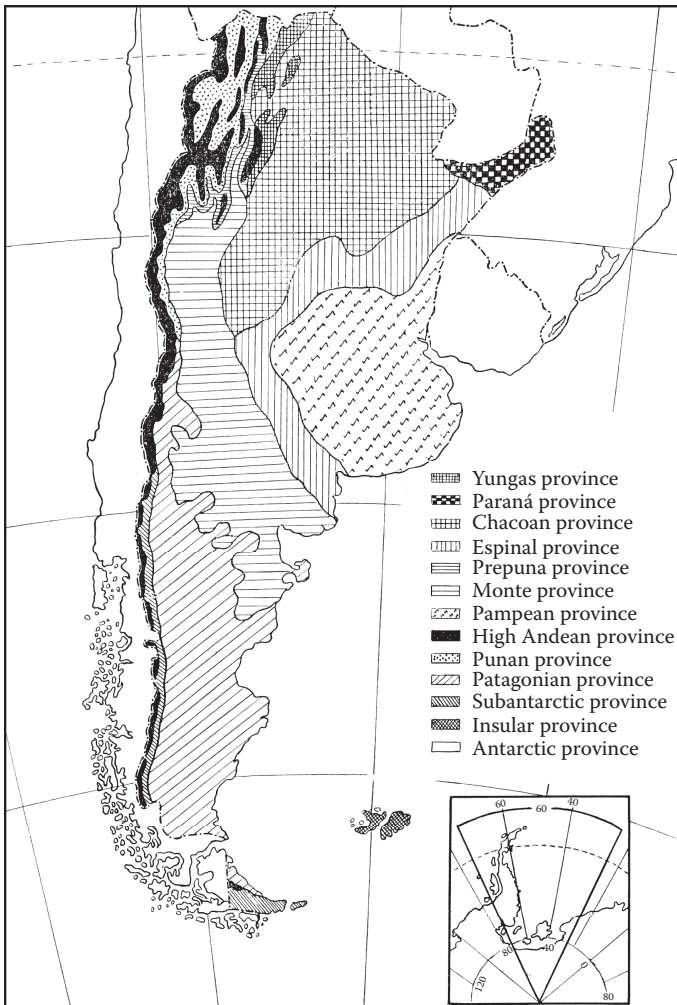 Yungas province
Paraná province
Chacoan province
Espinal province
Prepuna province
Monte province
Pampean province
High Andean province
Punan province
Patagonian province
Subantarctic province
Insular province
Antarctic province
60 60 40
80 40
120 0 80